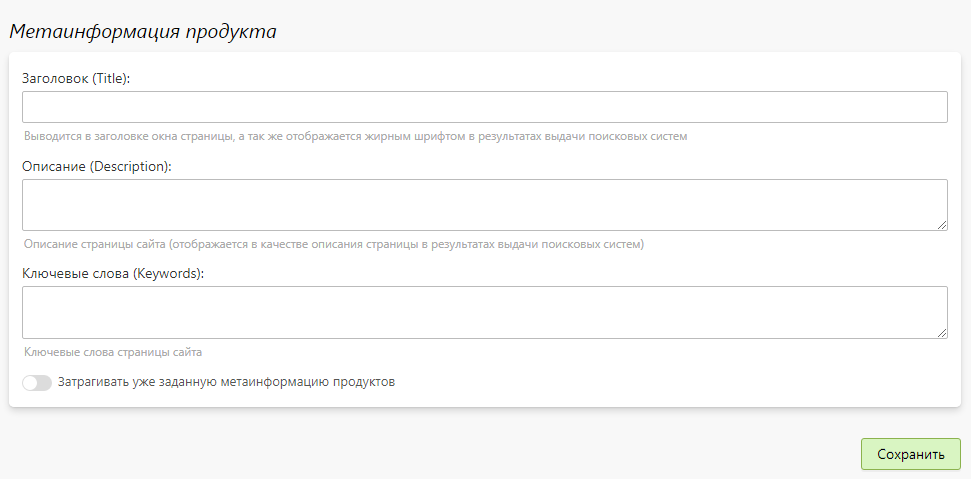 Метаинформация продукта
Заголовок (Title):
Выводится в заголовке окна страницы, а так же отображается жирным шрифтом в результатах выдачи поисковых систем
Описание (Description):
Описание страницы сайта (отображается в качестве описания страницы в результатах выдачи поисковых систем)
Ключевые слова (Keywords):
Ключевые слова страницы сайта
Затрагивать уже заданную метаинформацию продуктов
Сохранить